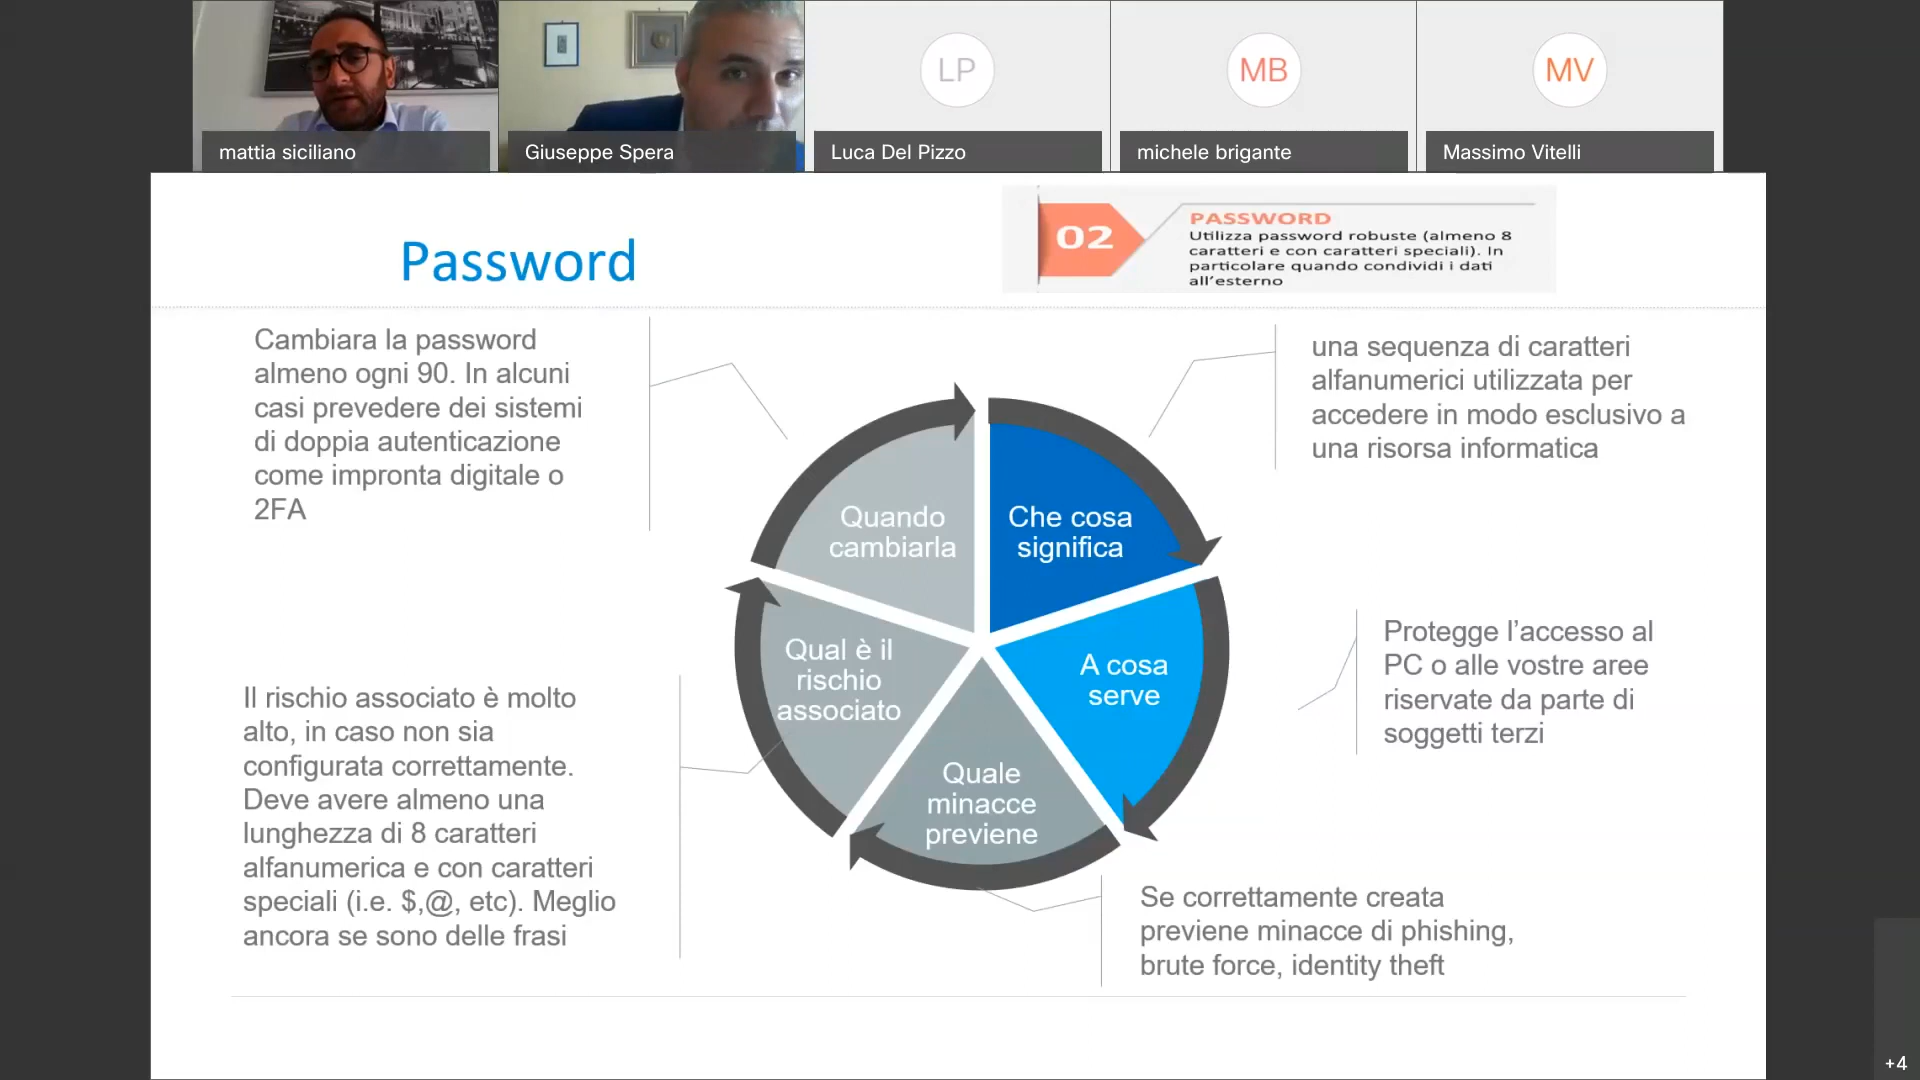 LP
MB
MV
mattia siciliano
Giuseppe Spera
Luca Del Pizzo
michele brigante
Massimo Vitelli
Password
02
PASSWORD
Utilizza password robuste (almeno 8
caratteri e con caratteri speciali). In
particolare quando condividi i dati
all'esterno
Cambiara la password
almeno ogni 90. In alcuni
casi prevedere dei sistemi
di doppia autenticazione
come impronta digitale o
2FA
una sequenza di caratteri
alfanumerici utilizzata per
accedere in modo esclusivo a
una risorsa informatica
Quando
cambiarla
Che cosa
significa
Qual è il
rischio
associato
A cosa
serve
Quale
minacce
previene
Protegge l’accesso al
PC o alle vostre aree
riservate da parte di
soggetti terzi
Il rischio associato è molto
alto, in caso non sia
configurata correttamente.
Deve avere almeno una
lunghezza di 8 caratteri
alfanumerica e con caratteri
speciali (i.e. $,@, etc). Meglio
ancora se sono delle frasi
Se correttamente creata
previene minacce di phishing,
brute force, identity theft
+4